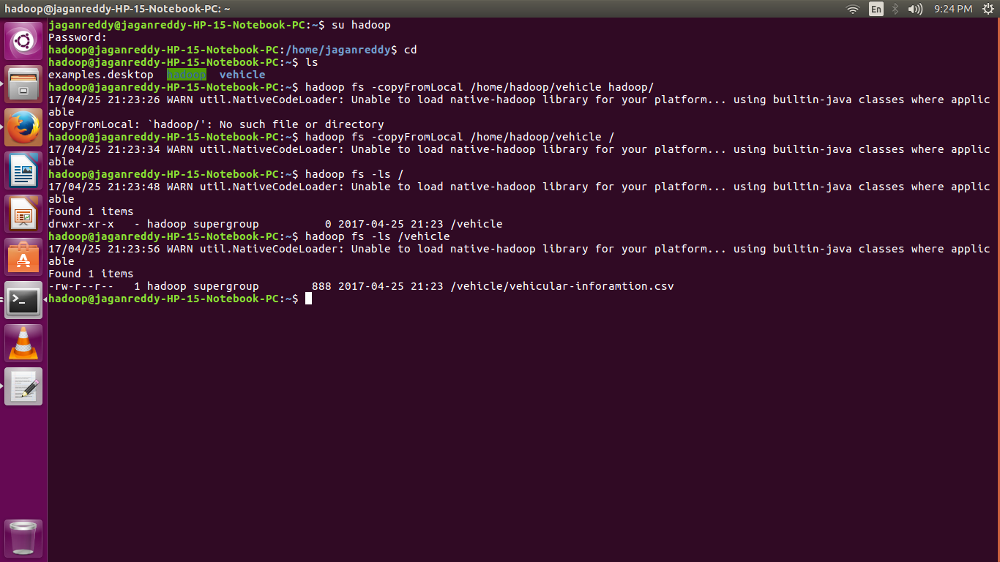 hadoop@jaganreddy-HP-15-Notebook-PC: ~
En
9:24 PM
jaganreddy@jaganreddy-HP-15-Notebook-PC:~$ su hadoop
Password:
hadoop@jaganreddy-HP-15-Notebook-PC:/home/jaganreddy$ cd
hadoop@jaganreddy-HP-15-Notebook-PC:~$ ls
examples.desktop  hadoop  vehicle
hadoop@jaganreddy-HP-15-Notebook-PC:~$ hadoop fs -copyFromLocal /home/hadoop/vehicle hadoop/
17/04/25 21:23:26 WARN util.NativeCodeLoader: Unable to load native-hadoop library for your platform... using builtin-java classes where applic
able
copyFromLocal: `hadoop/': No such file or directory
hadoop@jaganreddy-HP-15-Notebook-PC:~$ hadoop fs -copyFromLocal /home/hadoop/vehicle /
17/04/25 21:23:34 WARN util.NativeCodeLoader: Unable to load native-hadoop library for your platform... using builtin-java classes where applic
able
hadoop@jaganreddy-HP-15-Notebook-PC:~$ hadoop fs -ls /
17/04/25 21:23:48 WARN util.NativeCodeLoader: Unable to load native-hadoop library for your platform... using builtin-java classes where applic
able
Found 1 items
drwxr-xr-x   - hadoop supergroup          0 2017-04-25 21:23 /vehicle
hadoop@jaganreddy-HP-15-Notebook-PC:~$ hadoop fs -ls /vehicle
17/04/25 21:23:56 WARN util.NativeCodeLoader: Unable to load native-hadoop library for your platform... using builtin-java classes where applic
able
Found 1 items
-rw-r--r--   1 hadoop supergroup        888 2017-04-25 21:23 /vehicle/vehicular-inforamtion.csv
hadoop@jaganreddy-HP-15-Notebook-PC:~$